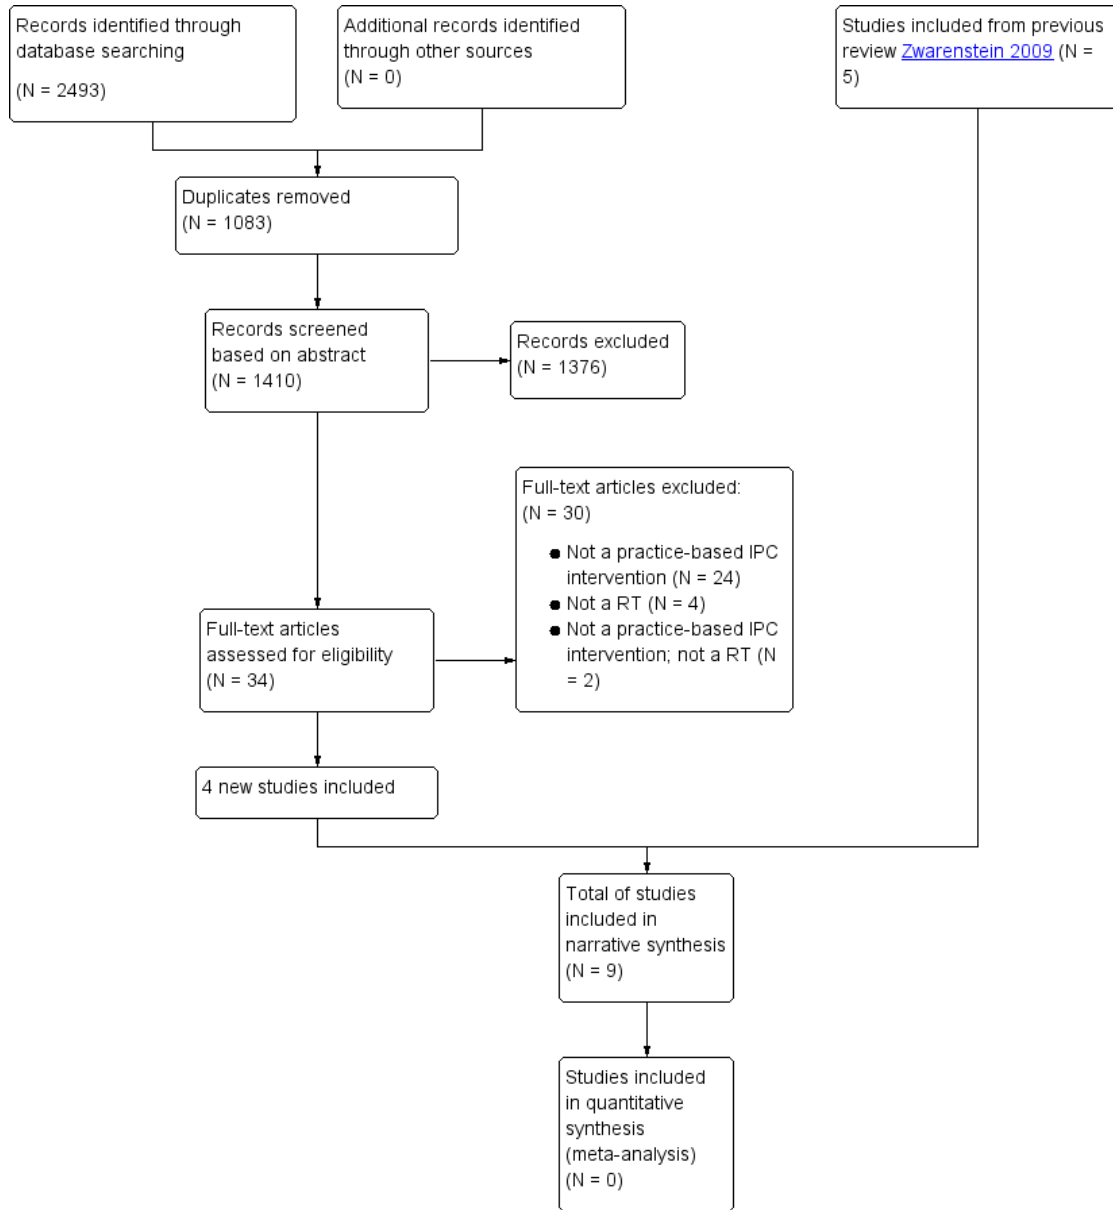 Records identified through
database searching
(N = 2493)
Additional records identified
through other sources
(N = 0)
Studies included from previous
review Zwarenstein 2009 (N =
5)
Duplicates removed
(N = 1083)
Records screened
based on abstract
(N = 1410)
Records excluded
(N = 1376)
Full-text articles excluded:
(N = 30)
● Not a practice-based IPC
intervention (N = 24)
● Not a RT (N = 4)
● Not a practice-based IPC
intervention; not a RT (N
= 2)
Full-text articles
assessed for eligibility
(N = 34)
4 new studies included
Total of studies
included in
narrative synthesis
(N = 9)
Studies included
in quantitative
synthesis
(meta-analysis)
(N = 0)